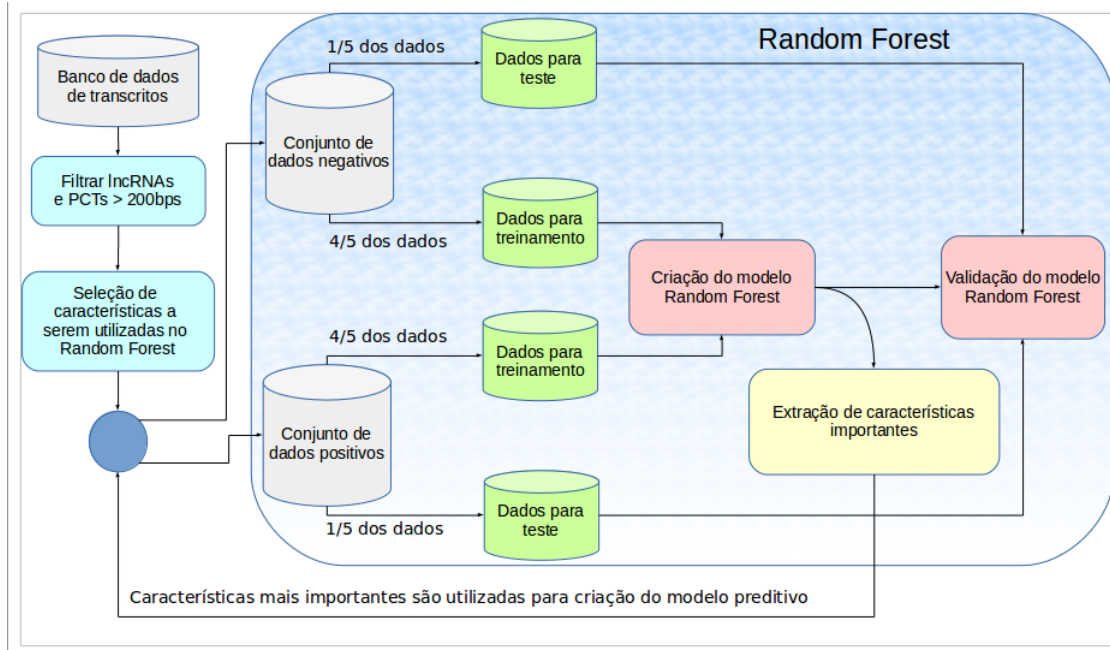 Random Forest
Banco de dados
de transcritos
Filtrar lncRNAs
e PCTs > 200bps
Seleção de
características a
serem utilizadas no
Random Forest
1/5 dos dados
Dados para
teste
Conjunto de
dados negativos
4/5 dos dados
Dados para
treinamento
Criação do modelo
Random Forest
Validação do modelo
Random Forest
4/5 dos dados
Dados para
treinamento
Conjunto de
dados positivos
Extração de características
importantes
1/5 dos dados
Dados para
teste
Características mais importantes são utilizadas para criação do modelo preditivo